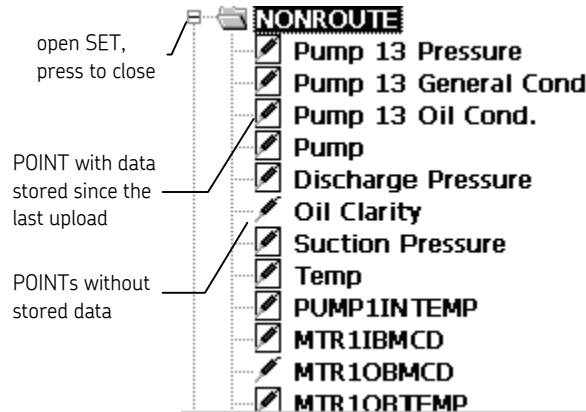 open SET,
press to close
POINT with data
stored since the
last upload
POINTs without
stored data
NONROUTE
Pump 13 Pressure
Pump 13 General Cond
Pump 13 Oil Cond.
Pump
Discharge Pressure
Oil Clarity
Suction Pressure
Temp
PUMP1INTEMP
MTR1IBMCD
MTR1OBMCD
MTR1OBTEMP